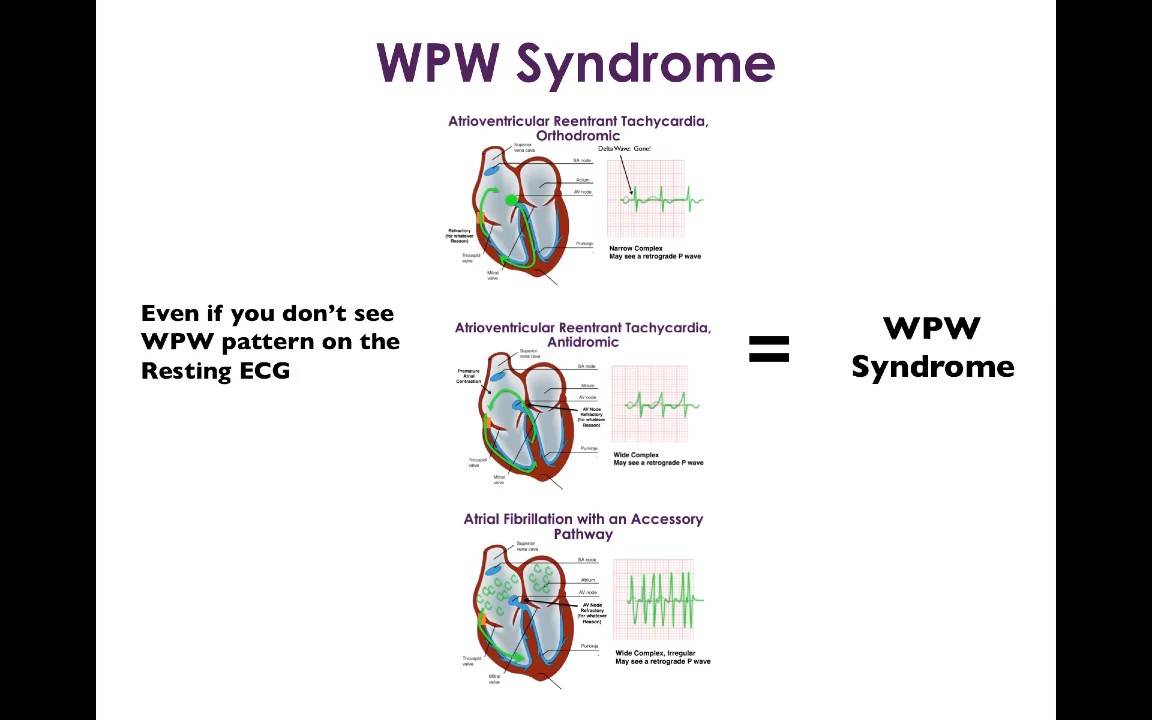 WPW Syndrome
Atrioventricular Reentrant Tachycardia,
Orthodromic
Superior
vena cava
Delta Wave: Gone!
SA node
Atrium
AV node
Refractory
(for whatever
Reason)
Tricuspid
valve
Mitral
valve
Purkinje
Narrow Complex
May see a retrograde P wave
Even if you don't see
WPW pattern on the
Resting ECG
Atrioventricular Reentrant Tachycardia,
Antidromic
Superior
vena cava
Premature
Atrial
Contraction
SA node
Atrium
AV node
AV Node
Refractory
(for whatever
Reason)
Purkinje
Tricuspid
valve
Mitral
valve
Wide Complex
May see a retrograde P wave
=
WPW
Syndrome
Atrial Fibrillation with an Accessory
Pathway
Superior
vena cava
SA node
Atrium
AV node
AV Node
Refractory
(for whatever
Reason)
Purkinje
Tricuspid
valve
Mitral
valve
Wide Complex, Irregular
May see a retrograde P wave